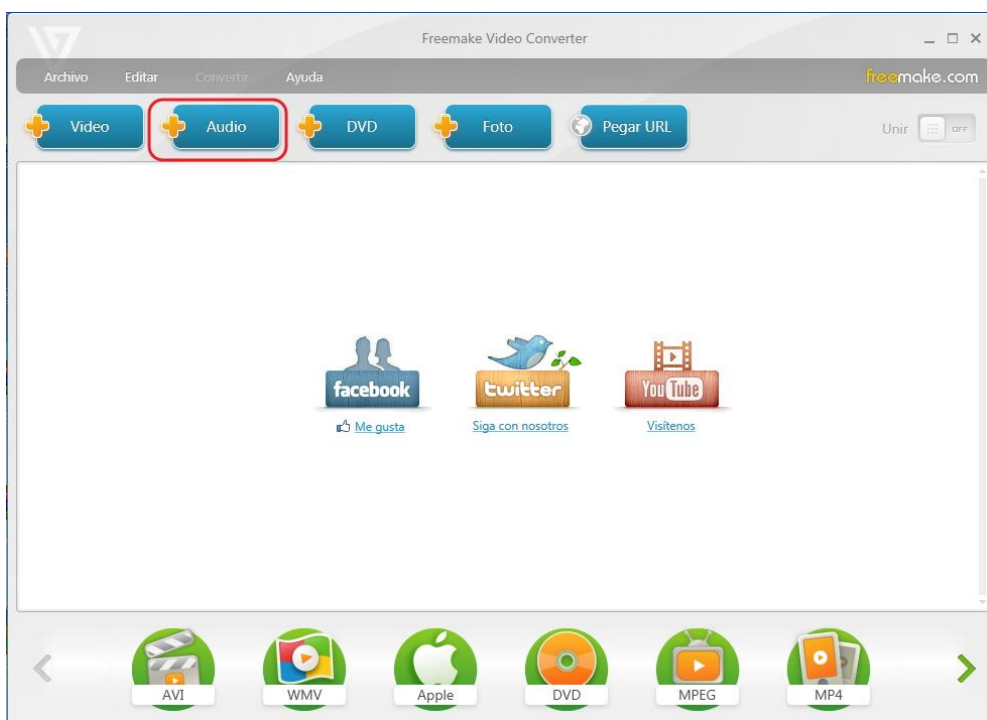 Freemake Video Converter
Archivo Editar Convertir Ayuda
freemake.com
Video Audio DVD Foto Pegar URL
Unir OFF
facebook twitter You Tube
Me gusta Siga con nosotros Visítenos
AVI WMV Apple DVD MPEG MP4